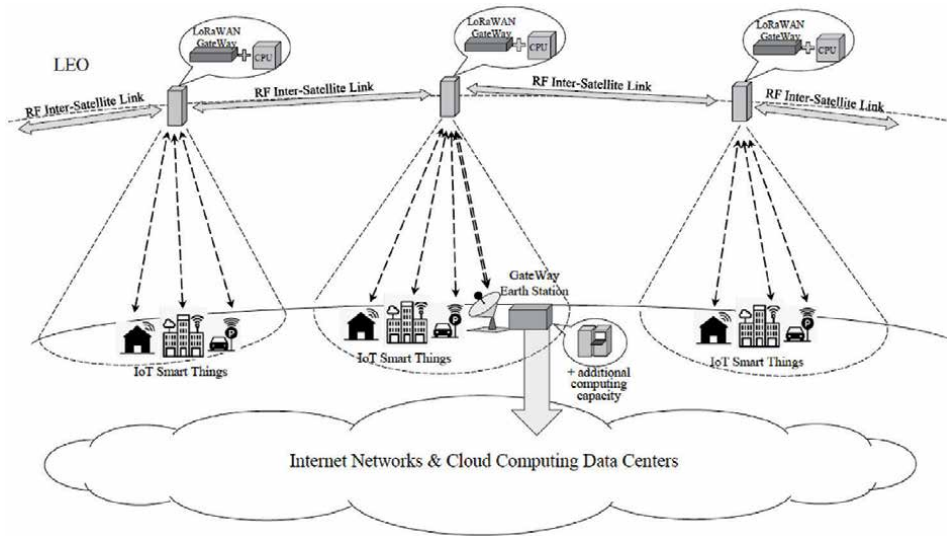 LoRaWAN
GateWay
CPU
LoRaWAN
GateWay
CPU
LoRaWAN
GateWay
CPU
LEO
RF Inter-Satellite Link
RF Inter-Satellite Link
RF Inter-Satellite Link
RF Inter-Satellite Link
GateWay
Earth Station
P
P
P
IoT Smart Things
IoT Smart Things
IoT Smart Things
+ additional
computing
capacity
Internet Networks & Cloud Computing Data Centers